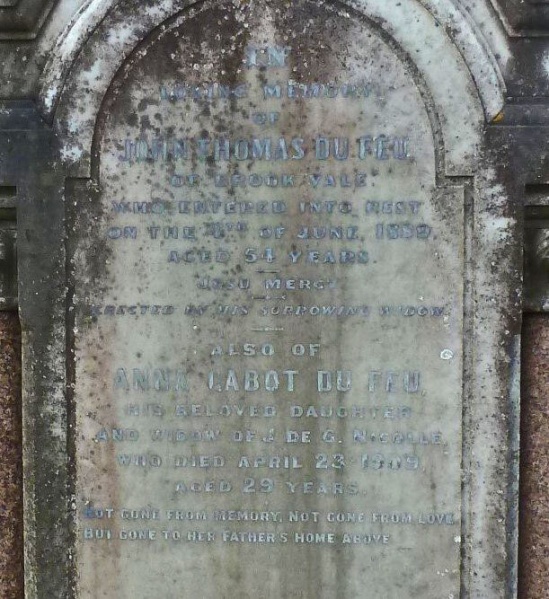 IN
LOVING MEMORY
OF
JOHN THOMAS DU FEU,
OF BROOK VALE
WHO ENTERED INTO REST
ON THE TH OF JUNE,
AGED 54 YEARS.
JESU MERCY
ERECTED BY HIS SORROWING WIDOW.
ALSO OF
ANNA CABOT DU FEU,
HIS BELOVED DAUGHTER
AND WIDOW OF J. DE G. NICOLLE,
WHO DIED APRIL 23 1909,
AGED 29 YEARS.
NOT GONE FROM MEMORY, NOT GONE FROM LOVE,
BUT GONE TO HER FATHER'S HOME ABOVE